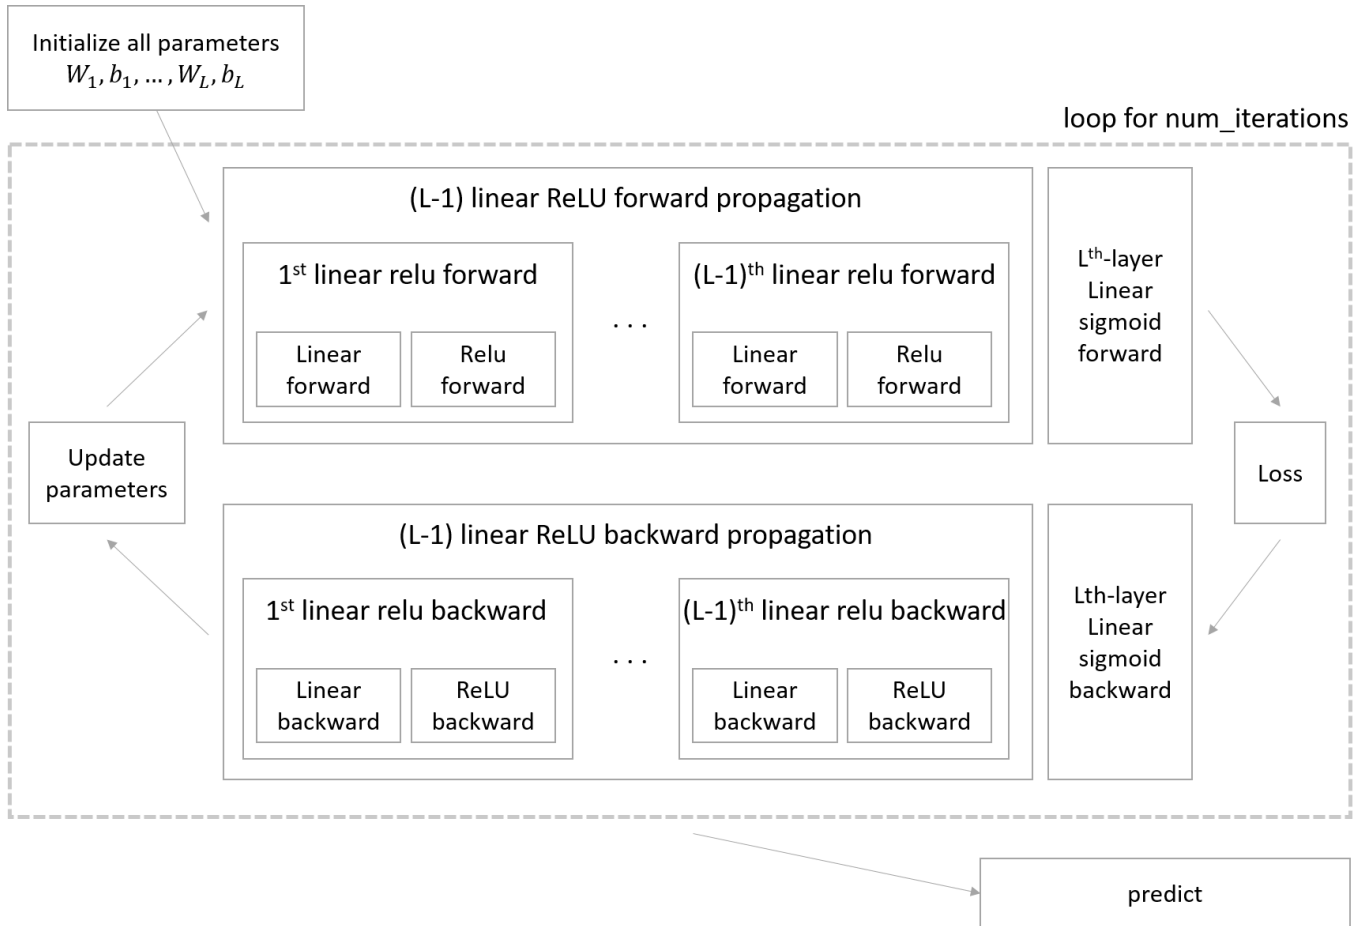 Initialize all parameters
W₁, b₁, … , W_L, b_L
loop for num_iterations
(L-1) linear ReLU forward propagation
1ˢᵗ linear relu forward
Linear
forward
Relu
forward
. . .
(L-1)ᵗʰ linear relu forward
Linear
forward
Relu
forward
Lᵗʰ-layer
Linear
sigmoid
forward
Update
parameters
Loss
(L-1) linear ReLU backward propagation
1ˢᵗ linear relu backward
Linear
backward
ReLU
backward
. . .
(L-1)ᵗʰ linear relu backward
Linear
backward
ReLU
backward
Lth-layer
Linear
sigmoid
backward
predict